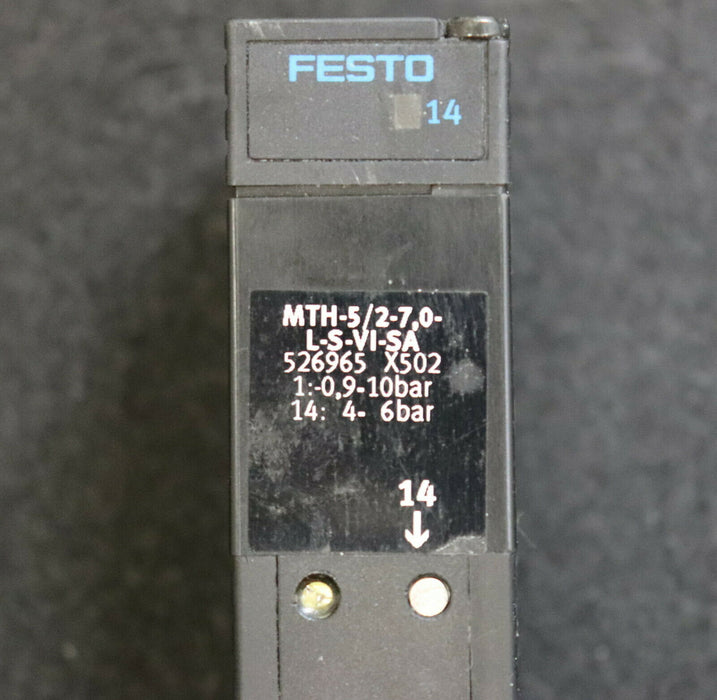 FESTO
14
MTH-5/2-7,0-
L-S-VI-SA
526965 X502
1:-0,9-10bar
14: 4- 6bar
14